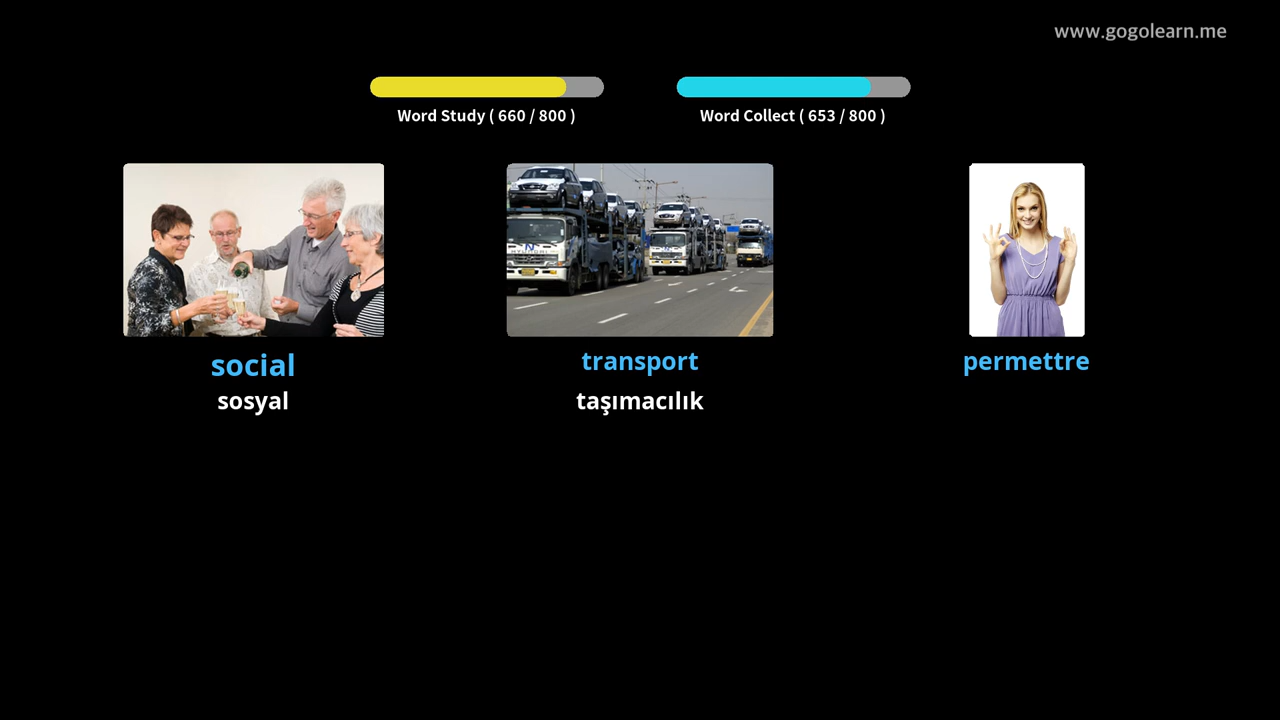 www.gogolearn.me
Word Study ( 660 / 800 )
Word Collect ( 653 / 800 )
social
transport
permettre
sosyal
taşımacılık